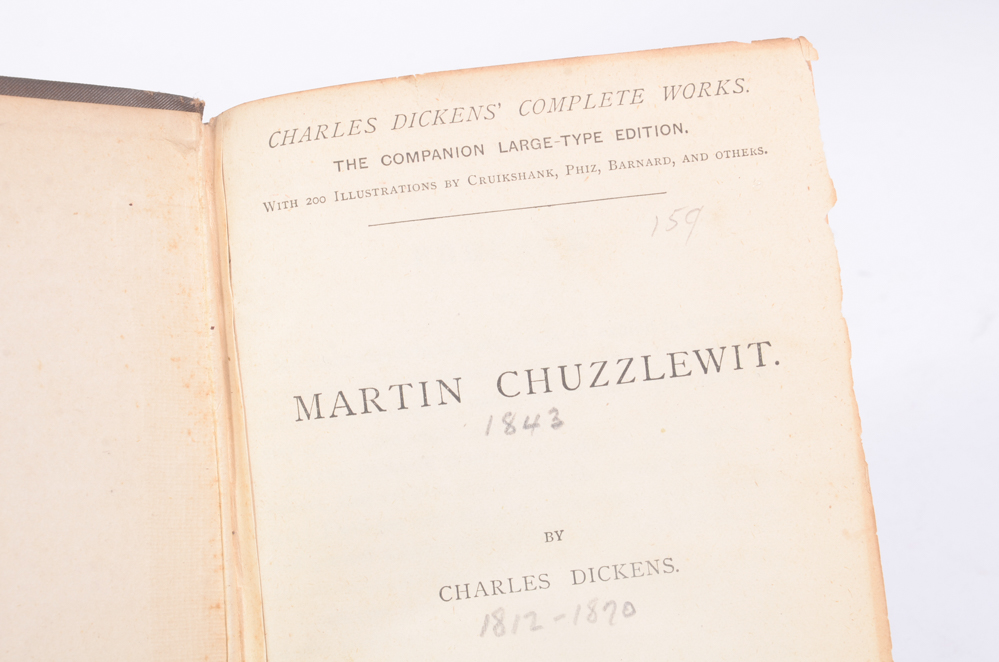 CHARLES DICKENS' COMPLETE WORKS.
THE COMPANION LARGE-TYPE EDITION.
WITH 200 ILLUSTRATIONS BY CRUIKSHANK, PHIZ, BARNARD, AND OTHERS.
159
MARTIN CHUZZLEWIT.
1843
BY
CHARLES DICKENS.
1812-1870